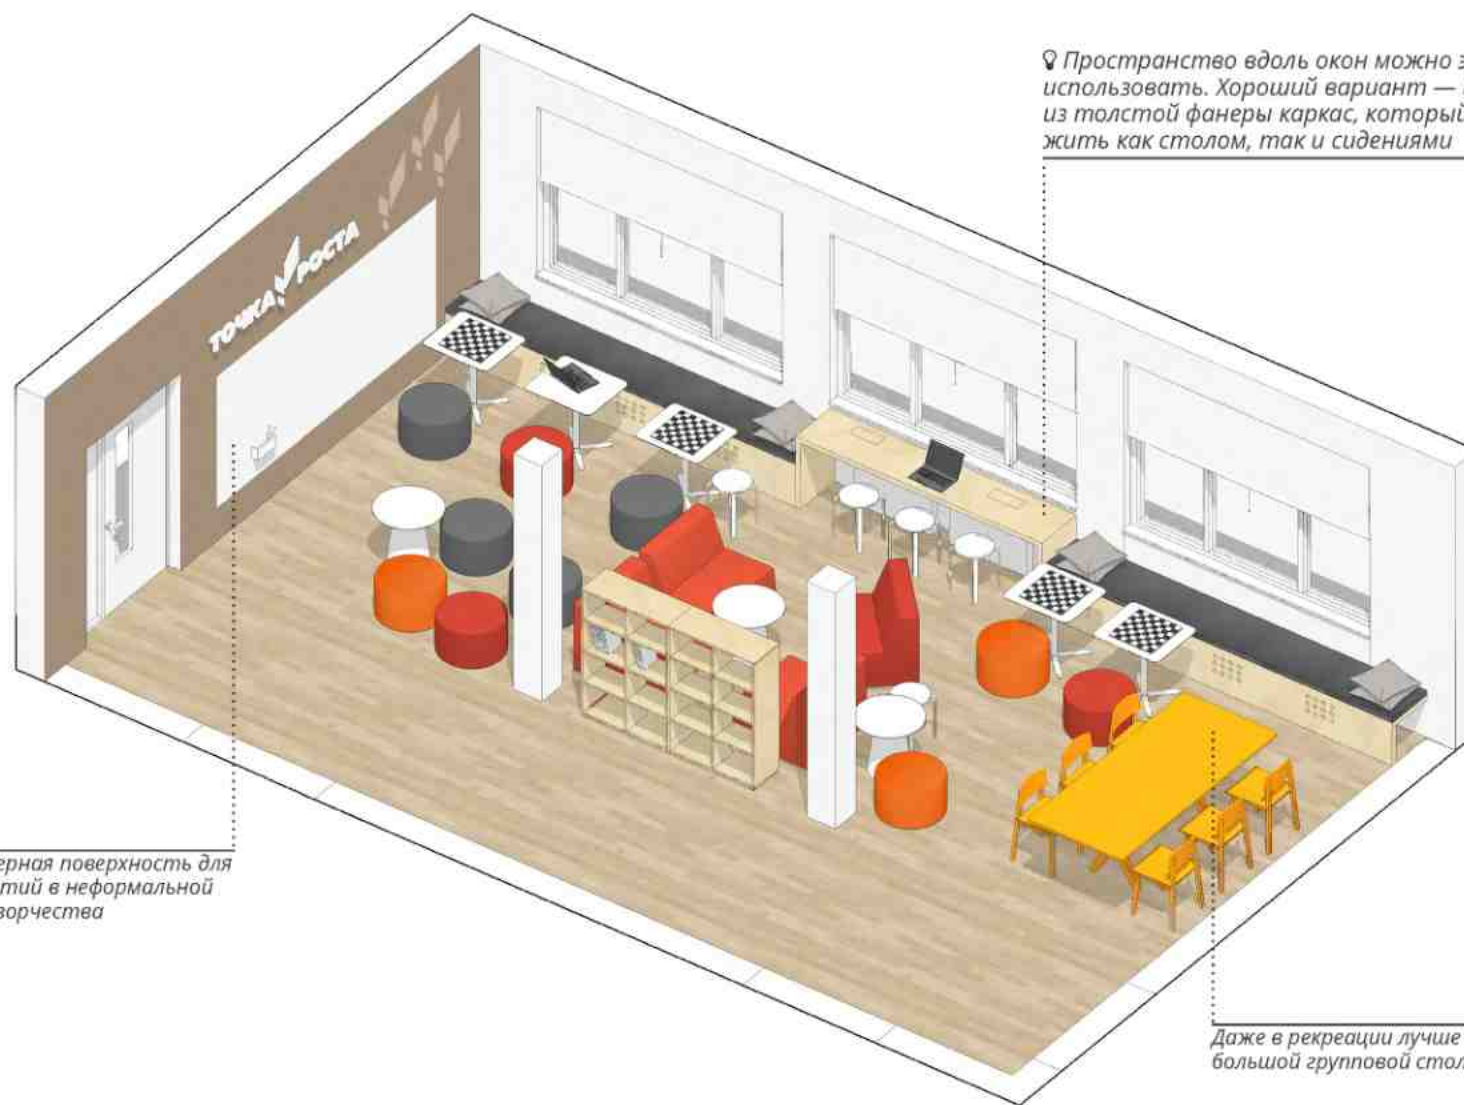 Пространство вдоль окон можно
использовать. Хороший вариант —
из толстой фанеры каркас, который
жить как столом, так и сидениями
ТОЧКА РОСТА
ерная поверхность для
тий в неформальной
ворчества
Даже в рекреации лучше
большой групповой стол